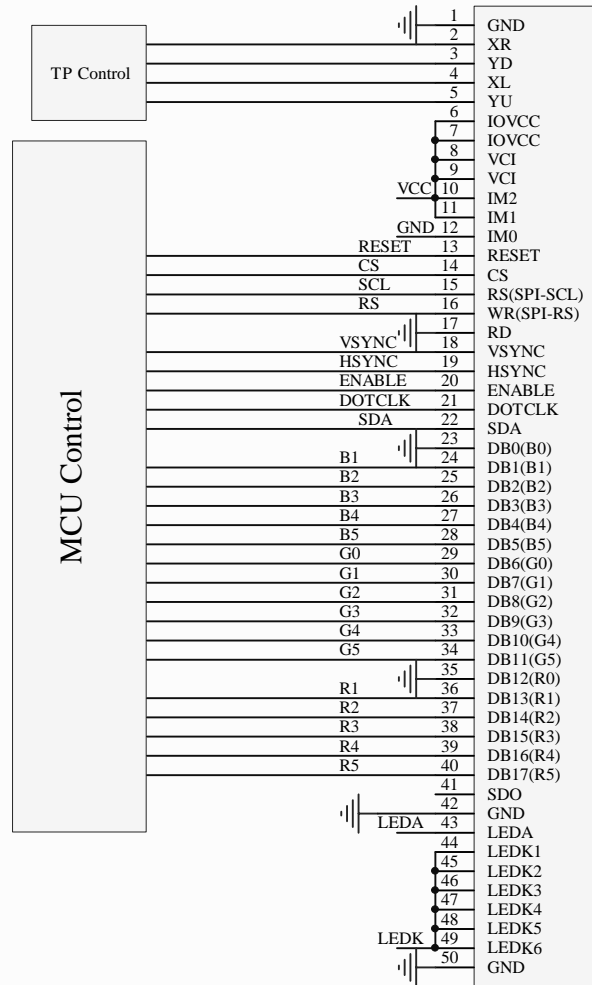 1 GND
TP Control 2 XR
3 YD
4 XL
5 YU
6 IOVCC
7 IOVCC
8 VCI
9 VCI
VCC 10 IM2
11 IM1
GND 12 IM0
RESET 13 RESET
CS 14 CS
SCL 15 RS(SPI-SCL)
RS 16 WR(SPI-RS)
17 RD
VSYNC 18 VSYNC
HSYNC 19 HSYNC
ENABLE 20 ENABLE
DOTCLK 21 DOTCLK
SDA 22 SDA
23 DB0(B0)
B1 24 DB1(B1)
B2 25 DB2(B2)
B3 26 DB3(B3)
B4 27 DB4(B4)
B5 28 DB5(B5)
G0 29 DB6(G0)
G1 30 DB7(G1)
G2 31 DB8(G2)
G3 32 DB9(G3)
G4 33 DB10(G4)
G5 34 DB11(G5)
35 DB12(R0)
R1 36 DB13(R1)
R2 37 DB14(R2)
R3 38 DB15(R3)
R4 39 DB16(R4)
R5 40 DB17(R5)
41 SDO
42 GND
LEDA 43 LEDA
44 LEDK1
45 LEDK2
46 LEDK3
47 LEDK4
48 LEDK5
LEDK 49 LEDK6
50 GND
MCU Control